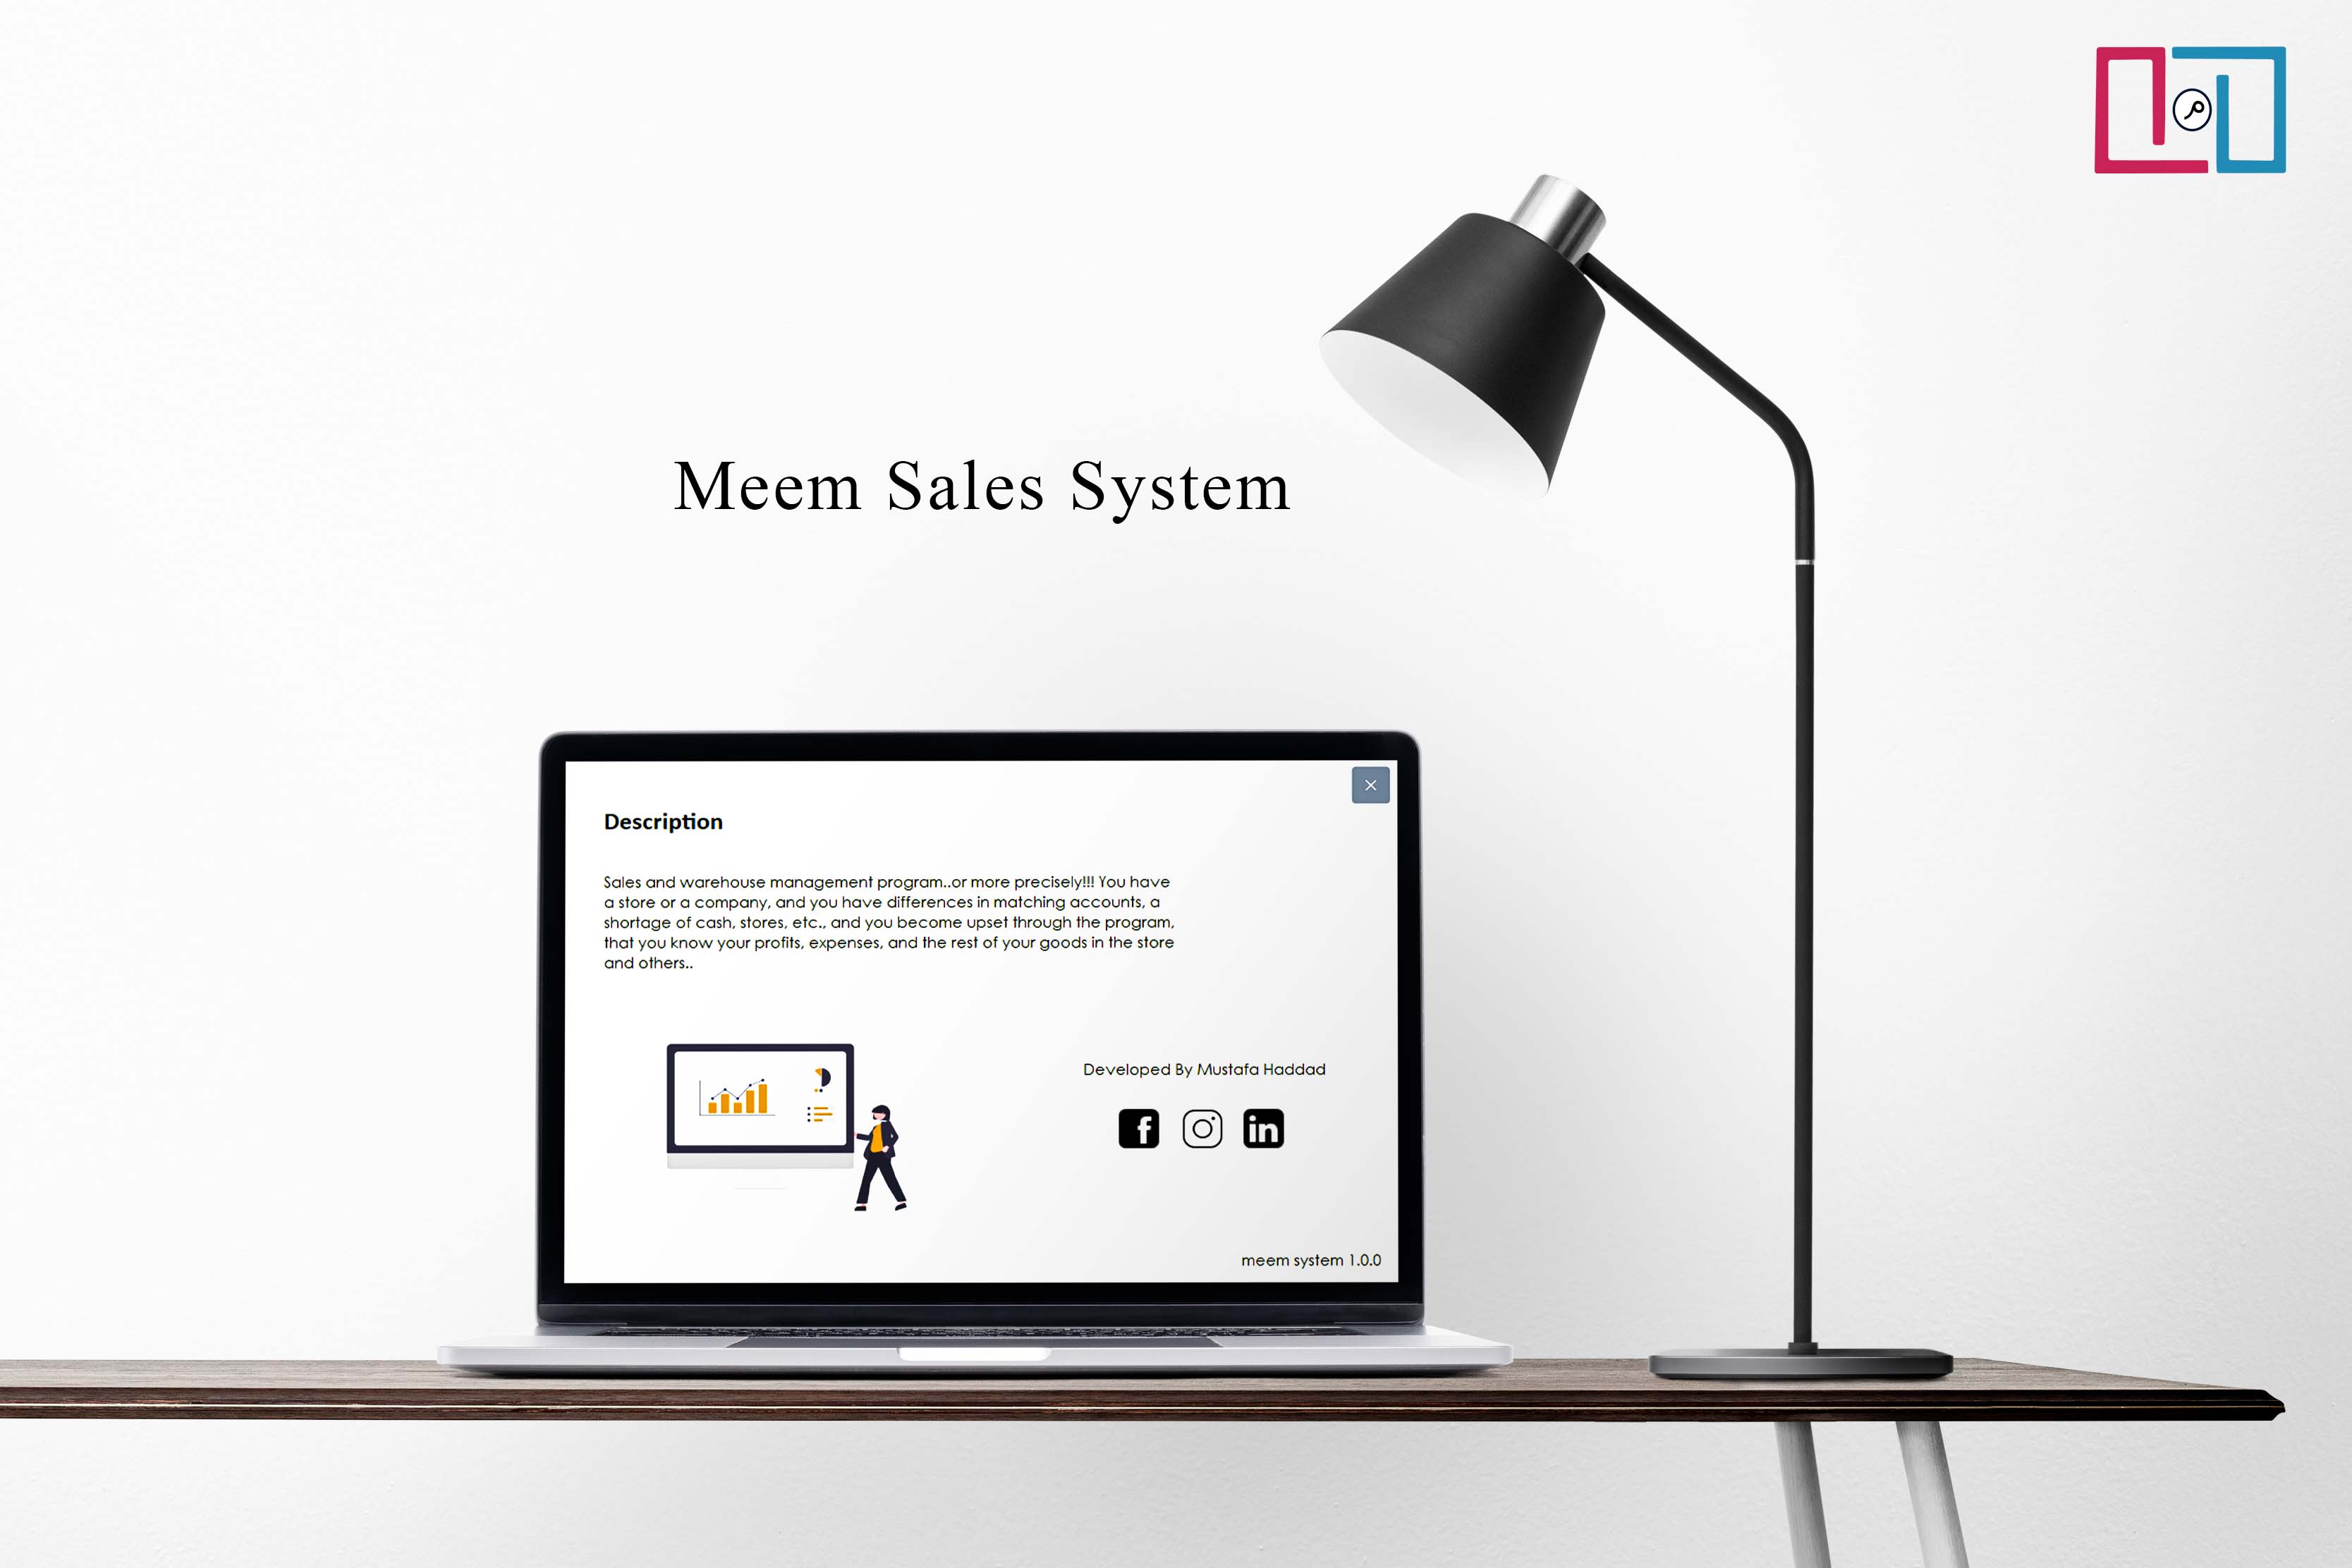 م
Meem Sales System
Description
Sales and warehouse management program..or more precisely!!! You have
a store or a company, and you have differences in matching accounts, a
shortage of cash, stores, etc., and you become upset through the program,
that you know your profits, expenses, and the rest of your goods in the store
and others..
Developed By Mustafa Haddad
meem system 1.0.0